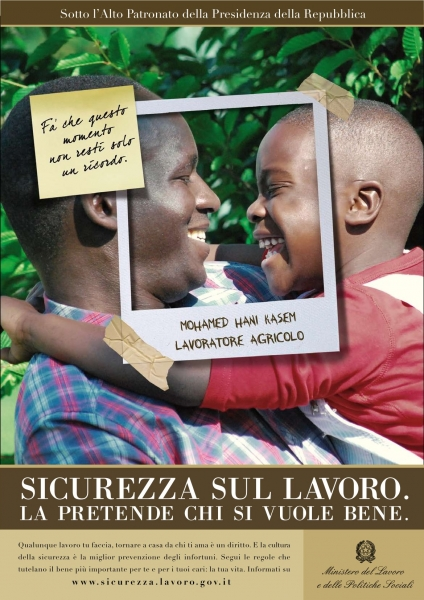 Sotto l'Alto Patronato della Presidenza della Repubblica
Fa' che questo
momento
non resti solo
un ricordo.
MOHAMED HANI KASEM
LAVORATORE AGRICOLO
SICUREZZA SUL LAVORO.
LA PRETENDE CHI SI VUOLE BENE.
Qualunque lavoro tu faccia, tornare a casa da chi ti ama è un diritto. E la cultura
della sicurezza è la miglior prevenzione degli infortuni. Segui le regole che
tutelano il bene più importante per te e per i tuoi cari: la tua vita. Informati su
www.sicurezza.lavoro.gov.it
Ministero del Lavoro
e delle Politiche Sociali